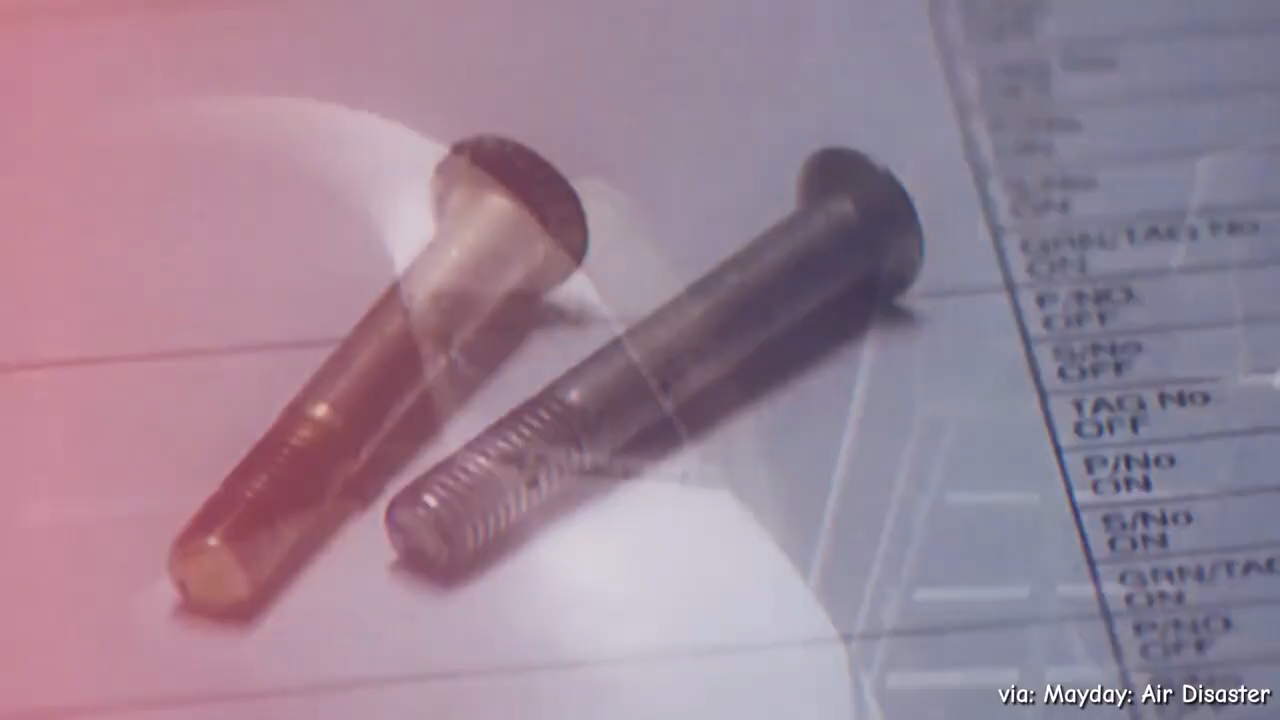 GRN/TAG No
ON
P/NO.
OFF
S/No
OFF
TAG No
OFF
P/No
ON
S/No
ON
GRN/TAG
ON
P/NO.
OFF
via: Mayday: Air Disaster